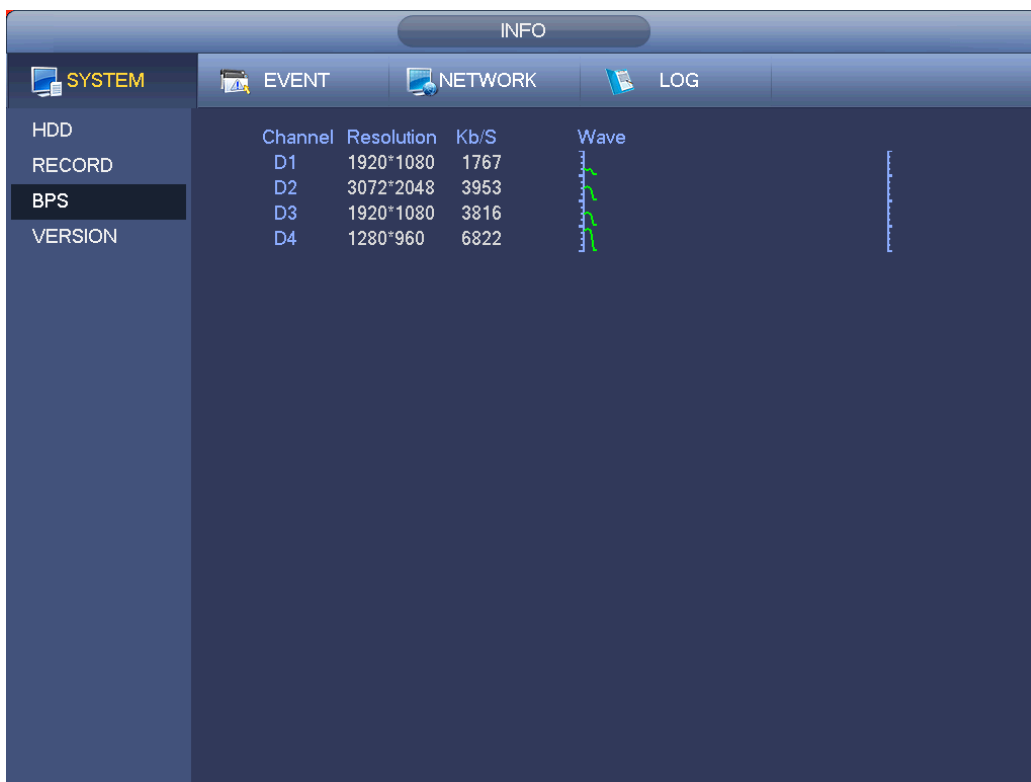 INFO
SYSTEM EVENT NETWORK LOG
HDD
RECORD
BPS
VERSION
Channel Resolution Kb/S Wave
D1 1920*1080 1767
D2 3072*2048 3953
D3 1920*1080 3816
D4 1280*960 6822